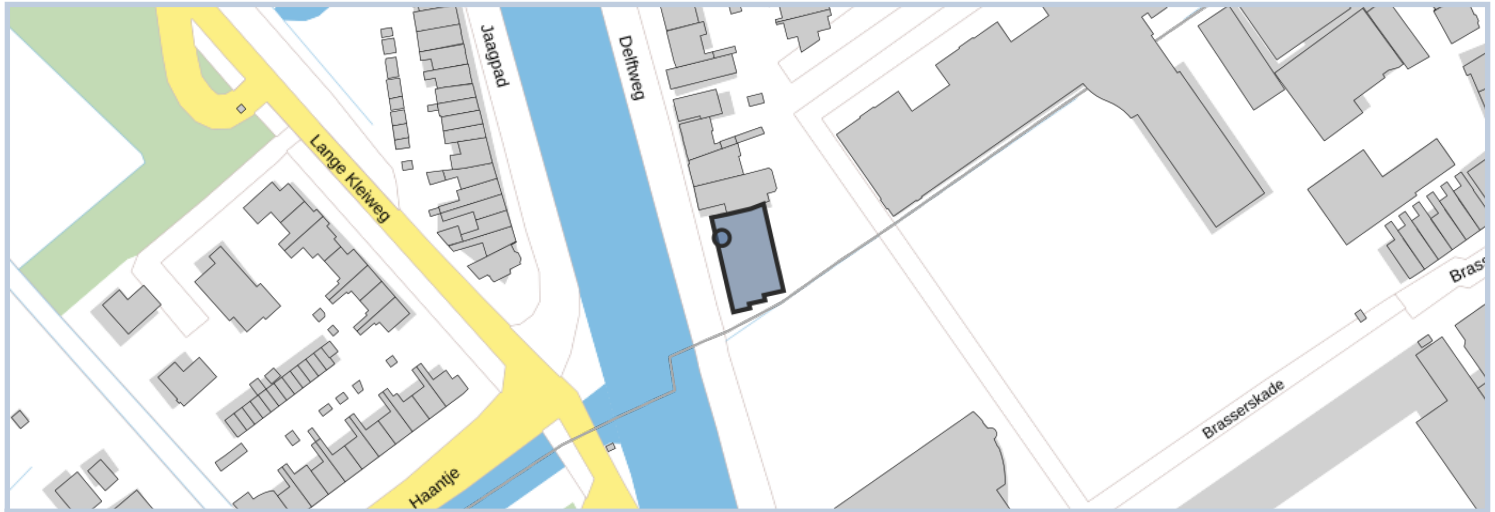 Jaagpad
Delftweg
Lange Kleiweg
Brass
Brasserskade
Haantje